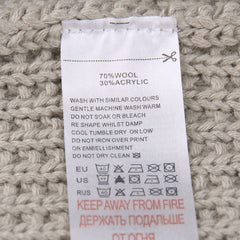 70%WOOL
30%ACRYLIC
WASH WITH SIMILAR COLOURS
GENTLE MACHINE WASH WARM
DO NOT SOAK OR BLEACH
RE SHAPE WHILST DAMP
COOL TUMBLE DRY ON LOW
DO NOT IRON PRINT
OR EMBELLISHMENT
DO NOT DRY CLEAN
EU
US
RUS
KEEP AWAY FROM FIRE
ДЕРЖАТЬ ПОДАЛЬШЕ
ОТ ОГНЯ